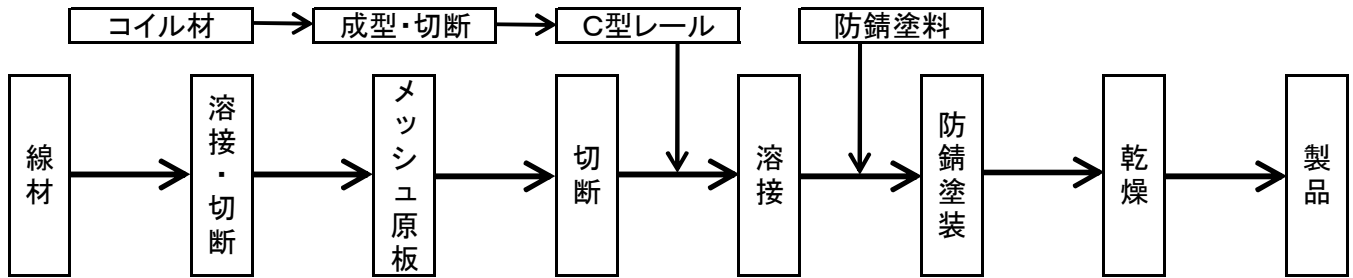 コイル材
成型・切断
C型レール
防錆塗料
線材
溶接・切断
メッシュ原板
切断
溶接
防錆塗装
乾燥
製品